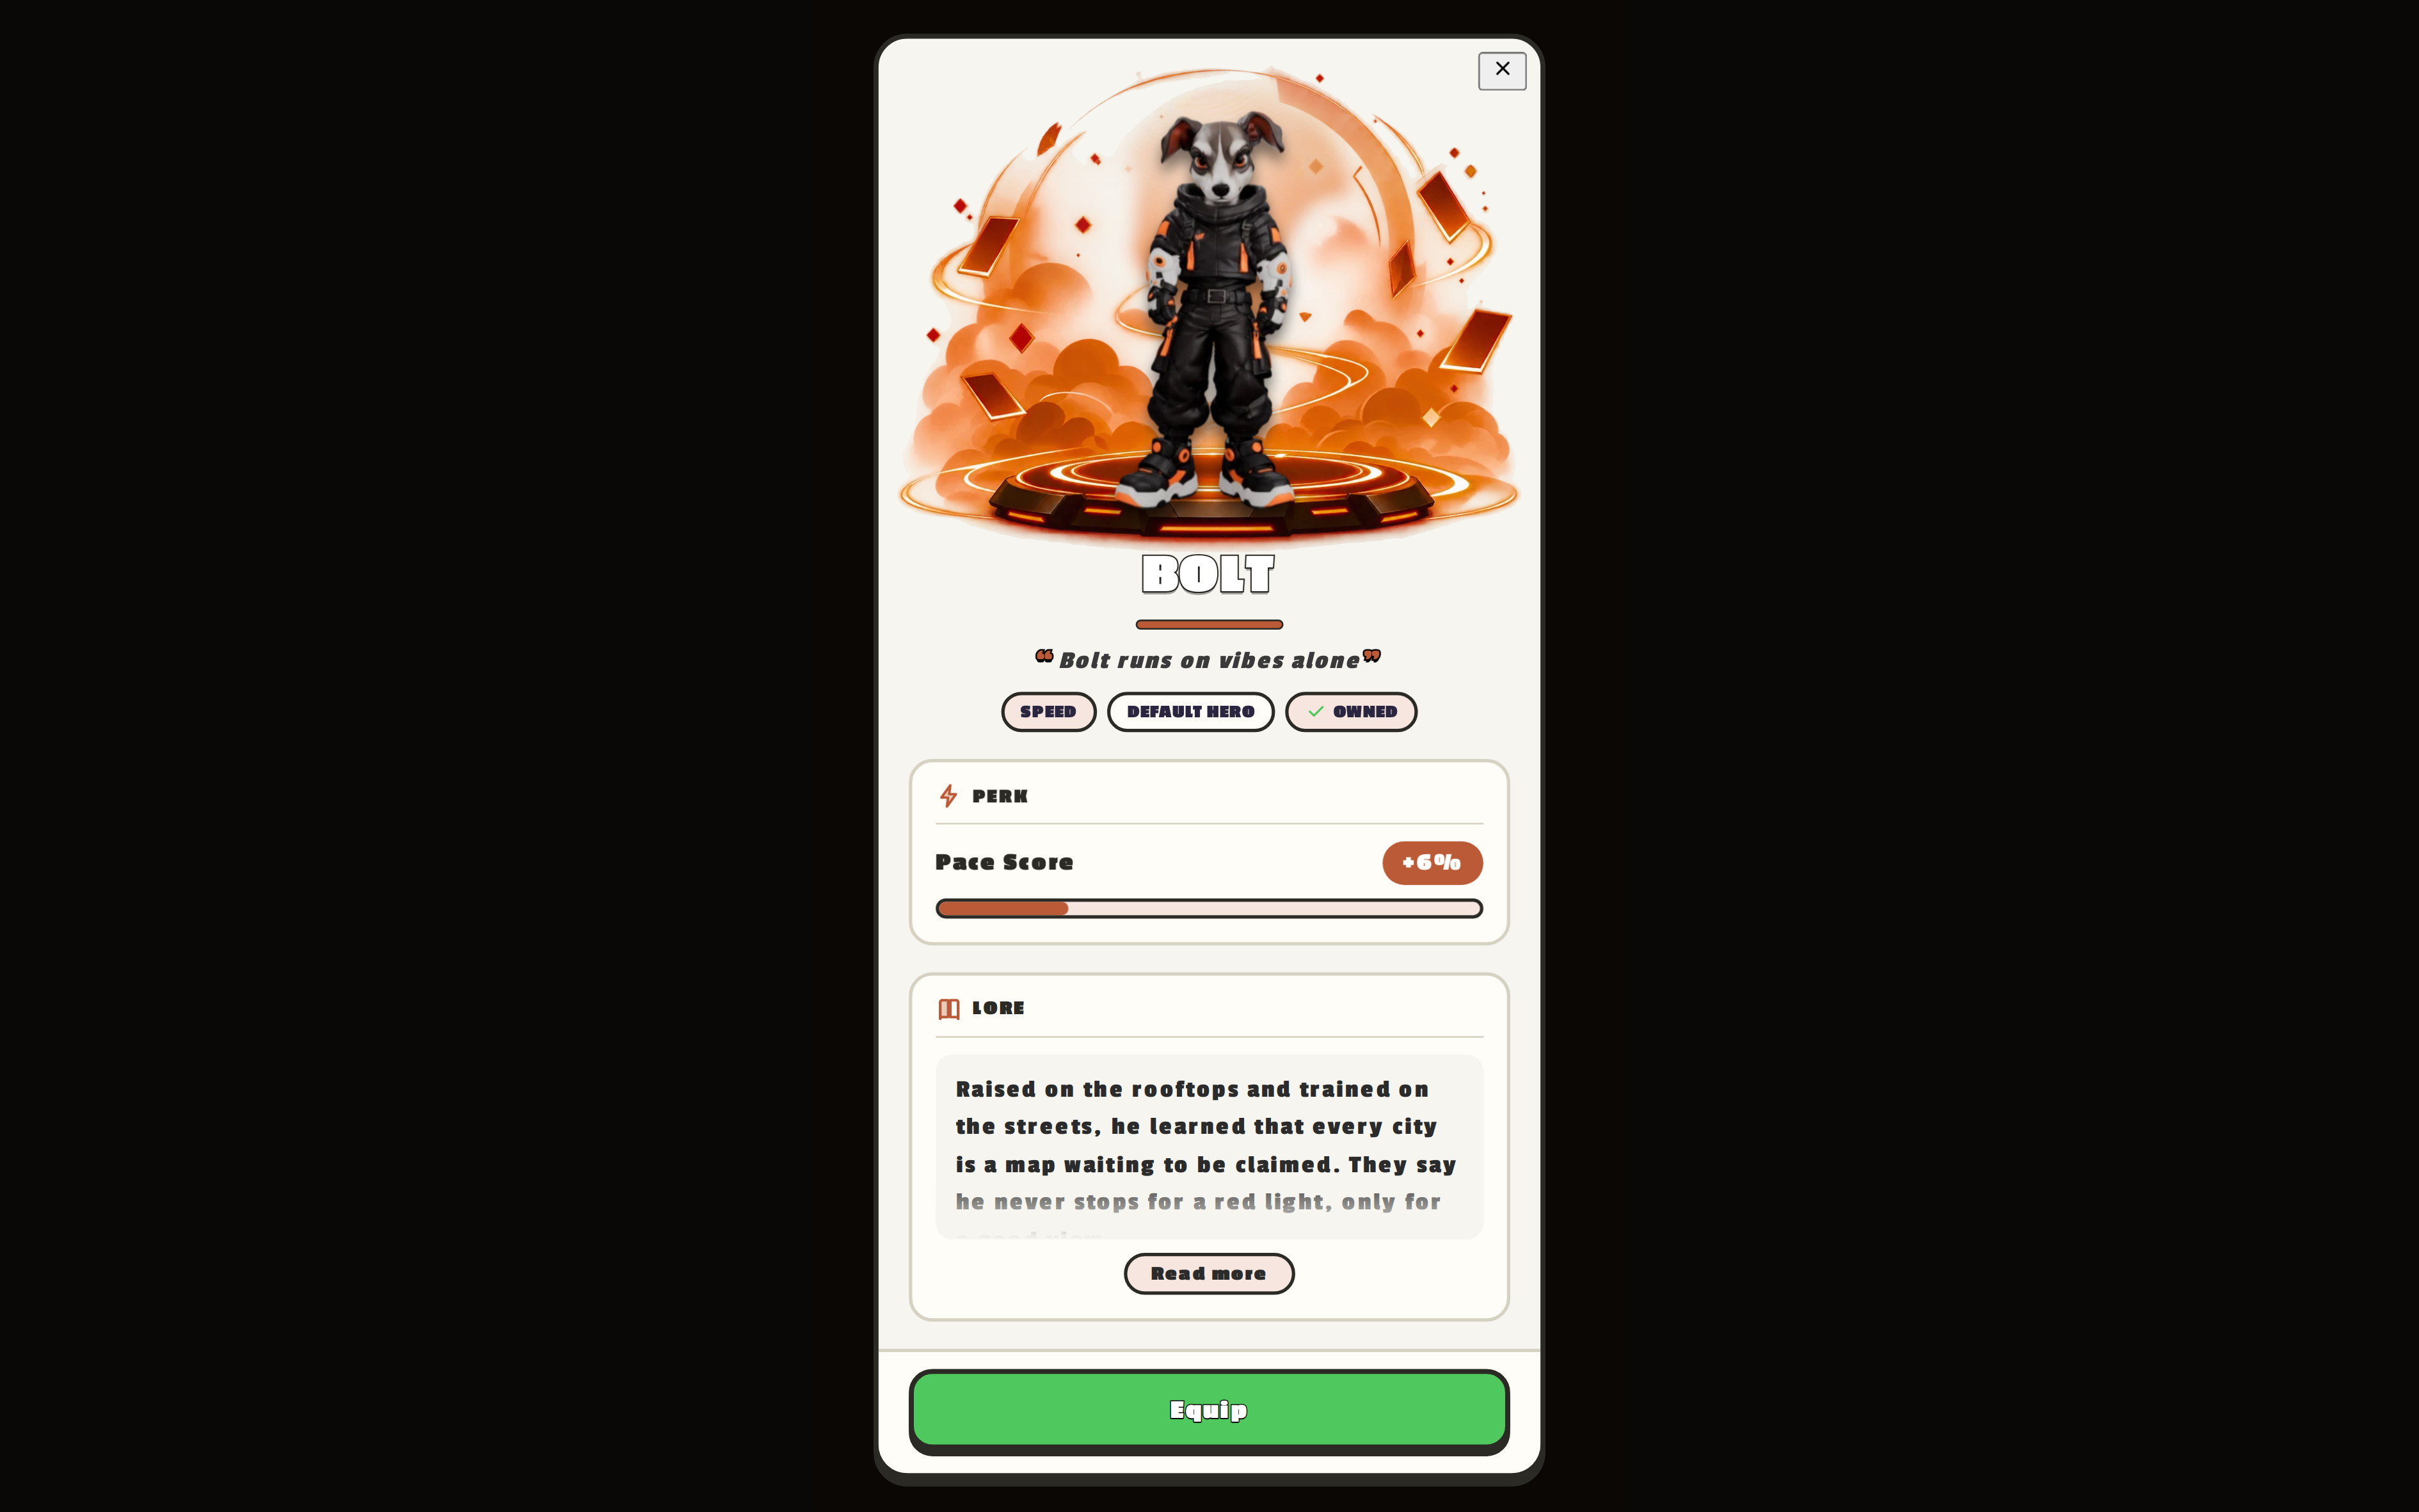 BOLT
❝ Bolt runs on vibes alone❞
SPEED
DEFAULT HERO
OWNED
PERK
Pace Score
+6%
LORE
Raised on the rooftops and trained on
the streets, he learned that every city
is a map waiting to be claimed. They say
he never stops for a red light, only for
Read more
Equip